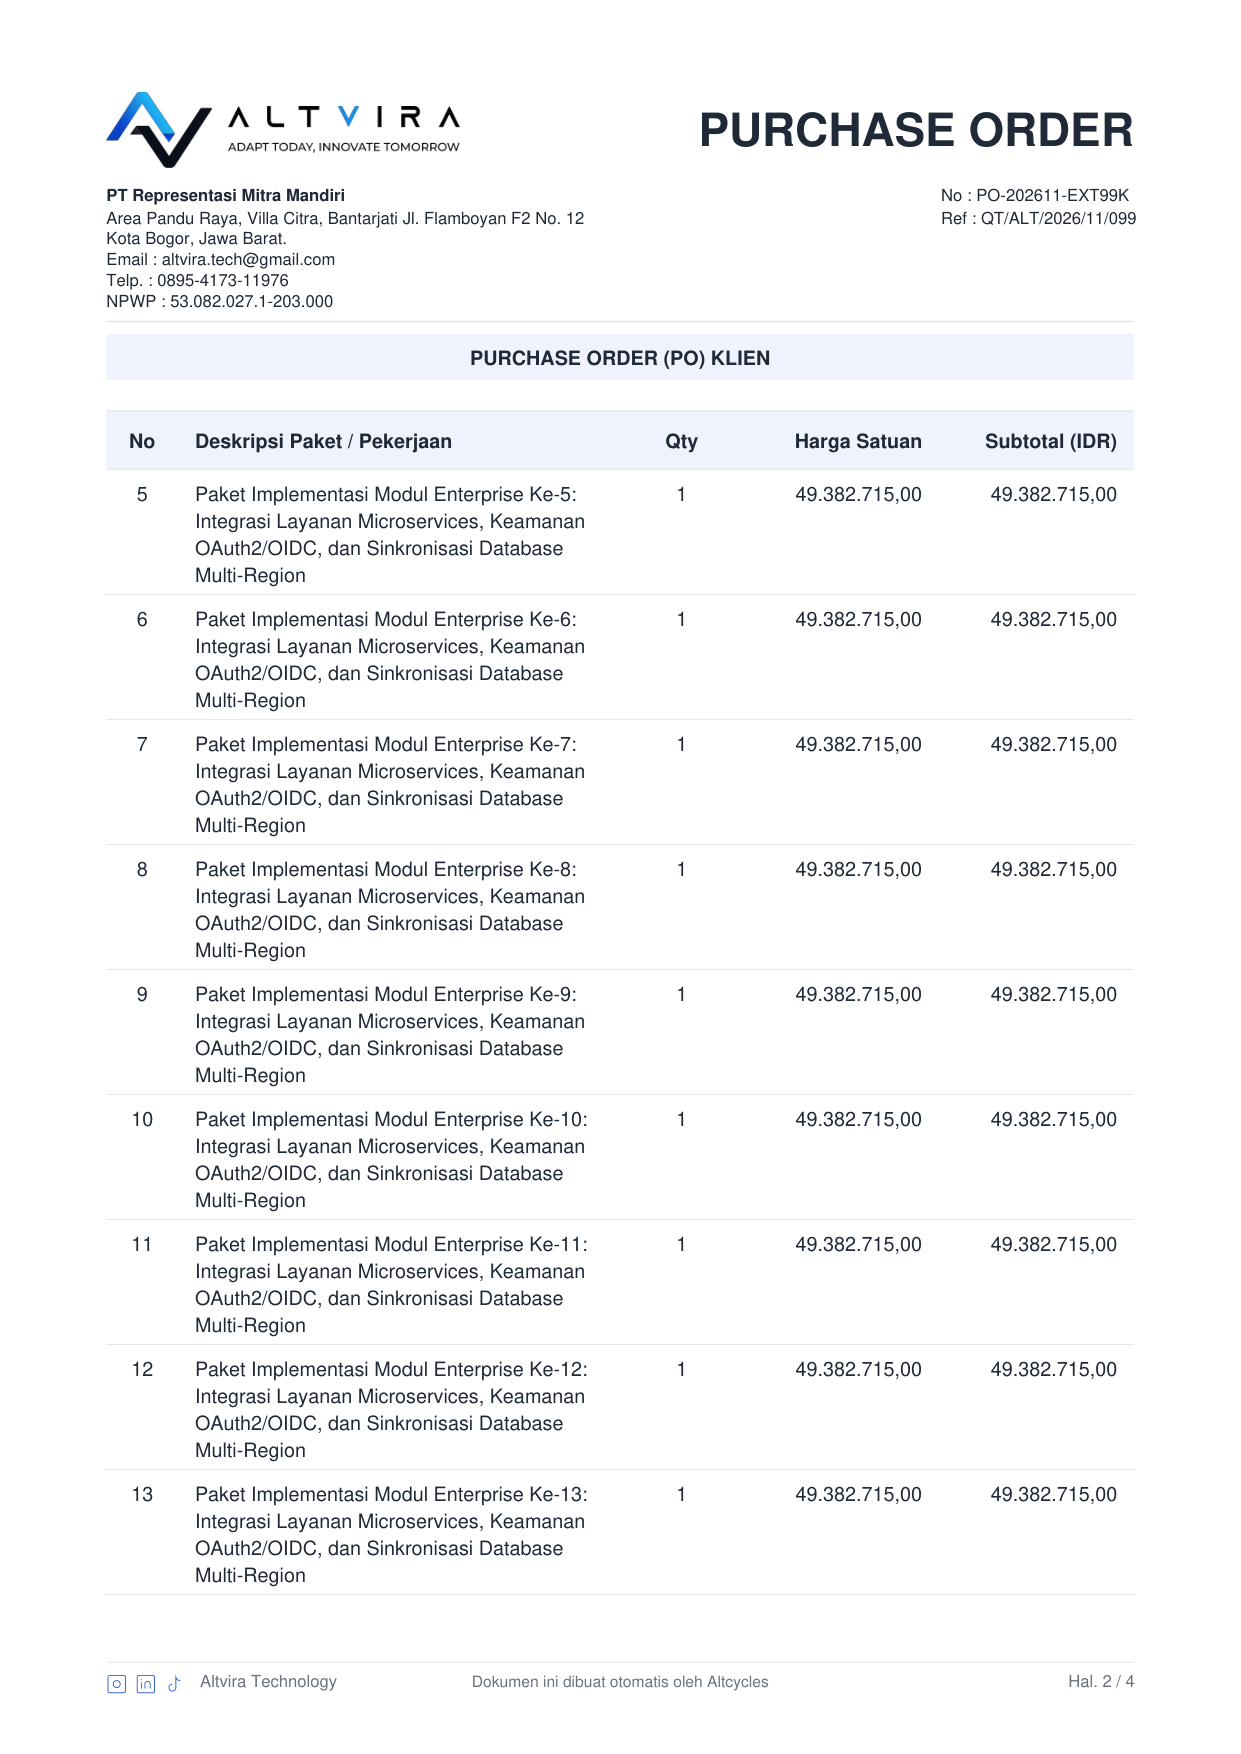 ALTVIRA
ADAPT TODAY, INNOVATE TOMORROW
PURCHASE ORDER
PT Representasi Mitra Mandiri
Area Pandu Raya, Villa Citra, Bantarjati Jl. Flamboyan F2 No. 12
Kota Bogor, Jawa Barat.
Email : altvira.tech@gmail.com
Telp. : 0895-4173-11976
NPWP : 53.082.027.1-203.000
No : PO-202611-EXT99K
Ref : QT/ALT/2026/11/099
PURCHASE ORDER (PO) KLIEN
No Deskripsi Paket / Pekerjaan Qty Harga Satuan Subtotal (IDR)
5 Paket Implementasi Modul Enterprise Ke-5: 1 49.382.715,00 49.382.715,00
Integrasi Layanan Microservices, Keamanan
OAuth2/OIDC, dan Sinkronisasi Database
Multi-Region
6 Paket Implementasi Modul Enterprise Ke-6: 1 49.382.715,00 49.382.715,00
Integrasi Layanan Microservices, Keamanan
OAuth2/OIDC, dan Sinkronisasi Database
Multi-Region
7 Paket Implementasi Modul Enterprise Ke-7: 1 49.382.715,00 49.382.715,00
Integrasi Layanan Microservices, Keamanan
OAuth2/OIDC, dan Sinkronisasi Database
Multi-Region
8 Paket Implementasi Modul Enterprise Ke-8: 1 49.382.715,00 49.382.715,00
Integrasi Layanan Microservices, Keamanan
OAuth2/OIDC, dan Sinkronisasi Database
Multi-Region
9 Paket Implementasi Modul Enterprise Ke-9: 1 49.382.715,00 49.382.715,00
Integrasi Layanan Microservices, Keamanan
OAuth2/OIDC, dan Sinkronisasi Database
Multi-Region
10 Paket Implementasi Modul Enterprise Ke-10: 1 49.382.715,00 49.382.715,00
Integrasi Layanan Microservices, Keamanan
OAuth2/OIDC, dan Sinkronisasi Database
Multi-Region
11 Paket Implementasi Modul Enterprise Ke-11: 1 49.382.715,00 49.382.715,00
Integrasi Layanan Microservices, Keamanan
OAuth2/OIDC, dan Sinkronisasi Database
Multi-Region
12 Paket Implementasi Modul Enterprise Ke-12: 1 49.382.715,00 49.382.715,00
Integrasi Layanan Microservices, Keamanan
OAuth2/OIDC, dan Sinkronisasi Database
Multi-Region
13 Paket Implementasi Modul Enterprise Ke-13: 1 49.382.715,00 49.382.715,00
Integrasi Layanan Microservices, Keamanan
OAuth2/OIDC, dan Sinkronisasi Database
Multi-Region
Altvira Technology Dokumen ini dibuat otomatis oleh Altcycles Hal. 2 / 4